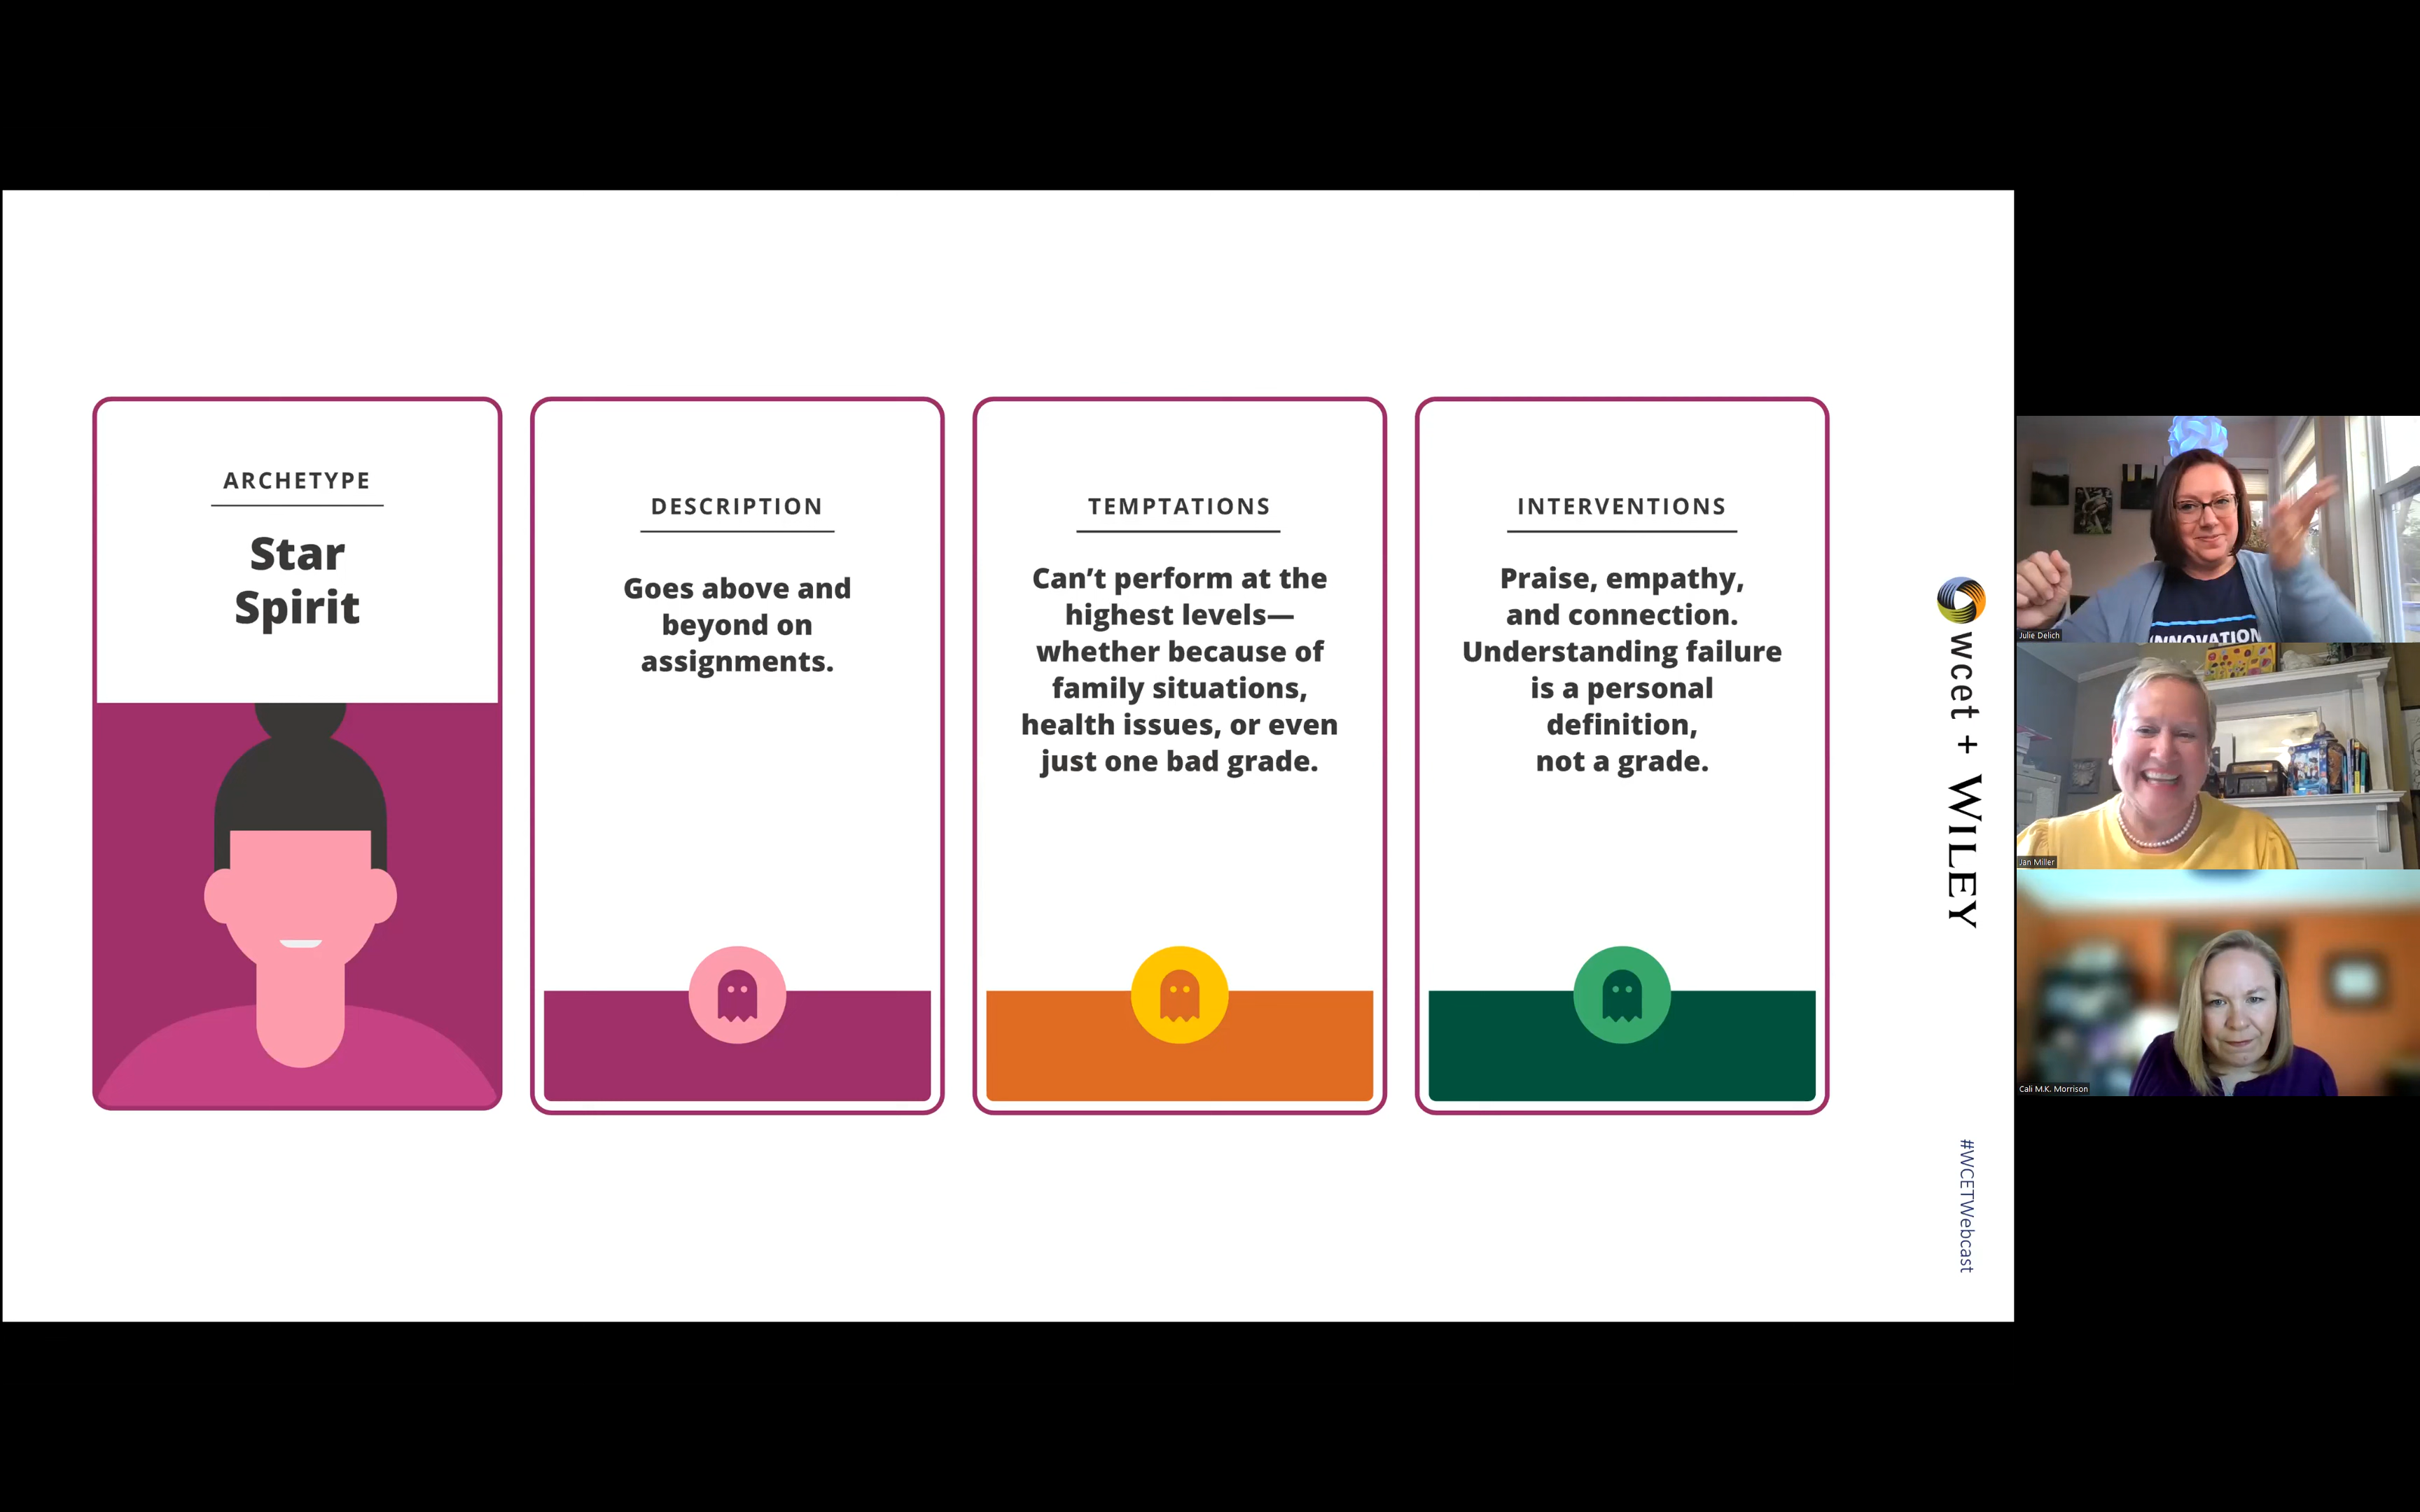 ARCHETYPE
Star
Spirit
DESCRIPTION
Goes above and
beyond on
assignments.
TEMPTATIONS
Can’t perform at the
highest levels—
whether because of
family situations,
health issues, or even
just one bad grade.
INTERVENTIONS
Praise, empathy,
and connection.
Understanding failure
is a personal
definition,
not a grade.
wcet + WILEY
#WCETWebcast
INNOVATION
Julie Delich
Jan Miller
Cali M.K. Morrison